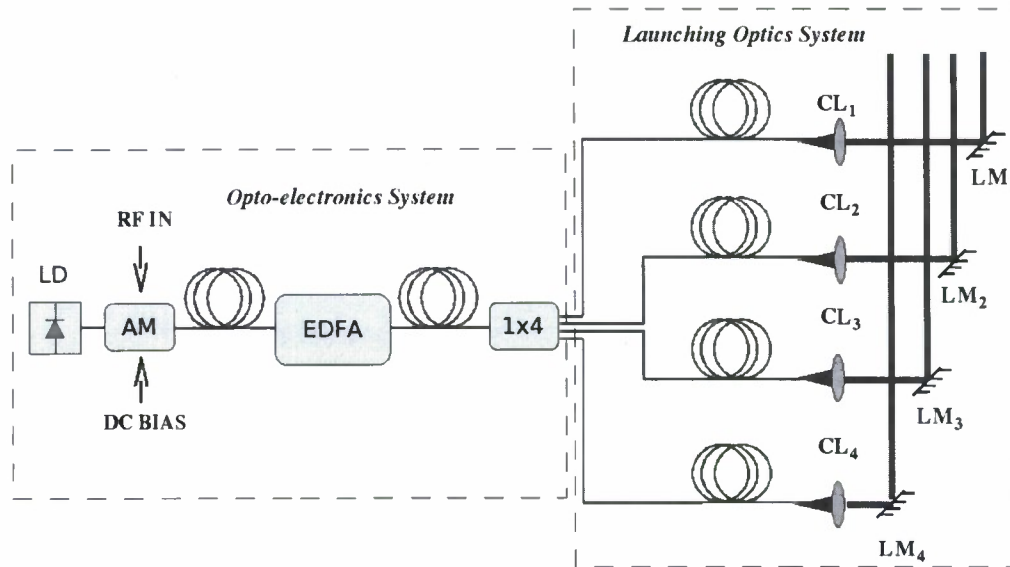 Launching Optics System
CL1
LM
Opto-electronics System
RF IN
CL2
LD
LM2
AM
EDFA
1x4
CL3
DC BIAS
LM3
CL4
LM4